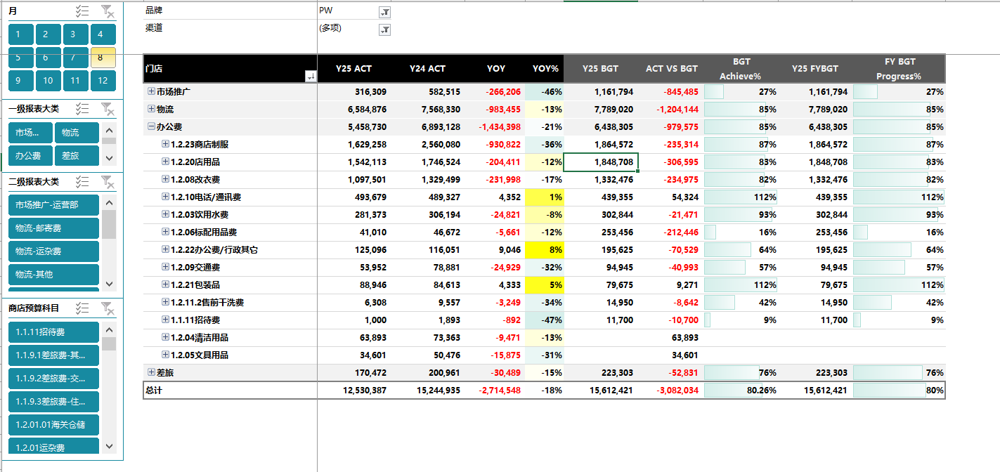 月
1 2 3 4
5 6 7 8
9 10 11 12
一级报表大类
市场... 物流
办公费 差旅
二级报表大类
市场推广-运营部
物流-邮寄费
物流-运杂费
物流-其他
商店预算科目
1.1.11招待费
1.1.9.1差旅费-其...
1.1.9.2差旅费-交...
1.1.9.3差旅费-住...
1.2.01.01海关仓储
1.2.01运杂费
品牌 PW
渠道 (多项)
门店 Y25 ACT Y24 ACT YOY YOY% Y25 BGT ACT VS BGT BGT Achieve% Y25 FYBGT FY BGT Progress%
市场推广 316,309 582,515 -266,206 -46% 1,161,794 -845,485 27% 1,161,794 27%
物流 6,584,876 7,568,330 -983,455 -13% 7,789,020 -1,204,144 85% 7,789,020 85%
办公费 5,458,730 6,893,128 -1,434,398 -21% 6,438,305 -979,575 85% 6,438,305 85%
1.2.23商店制服 1,629,258 2,560,080 -930,822 -36% 1,864,572 -235,314 87% 1,864,572 87%
1.2.20店用品 1,542,113 1,746,524 -204,411 -12% 1,848,708 -306,595 83% 1,848,708 83%
1.2.08改衣费 1,097,501 1,329,499 -231,998 -17% 1,332,476 -234,975 82% 1,332,476 82%
1.2.10电话/通讯费 493,679 489,327 4,352 1% 439,355 54,324 112% 439,355 112%
1.2.03饮用水费 281,373 306,194 -24,821 -8% 302,844 -21,471 93% 302,844 93%
1.2.06标配用品费 41,010 46,672 -5,661 -12% 253,456 -212,446 16% 253,456 16%
1.2.22办公费/行政其它 125,096 116,051 9,046 8% 195,625 -70,529 64% 195,625 64%
1.2.09交通费 53,952 78,881 -24,929 -32% 94,945 -40,993 57% 94,945 57%
1.2.21包装品 88,946 84,613 4,333 5% 79,675 9,271 112% 79,675 112%
1.2.11.2售前干洗费 6,308 9,557 -3,249 -34% 14,950 -8,642 42% 14,950 42%
1.1.11招待费 1,000 1,893 -892 -47% 11,700 -10,700 9% 11,700 9%
1.2.04清洁用品 63,893 73,363 -9,471 -13% 63,893
1.2.05文具用品 34,601 50,476 -15,875 -31% 34,601
差旅 170,472 200,961 -30,489 -15% 223,303 -52,831 76% 223,303 76%
总计 12,530,387 15,244,935 -2,714,548 -18% 15,612,421 -3,082,034 80.26% 15,612,421 80%